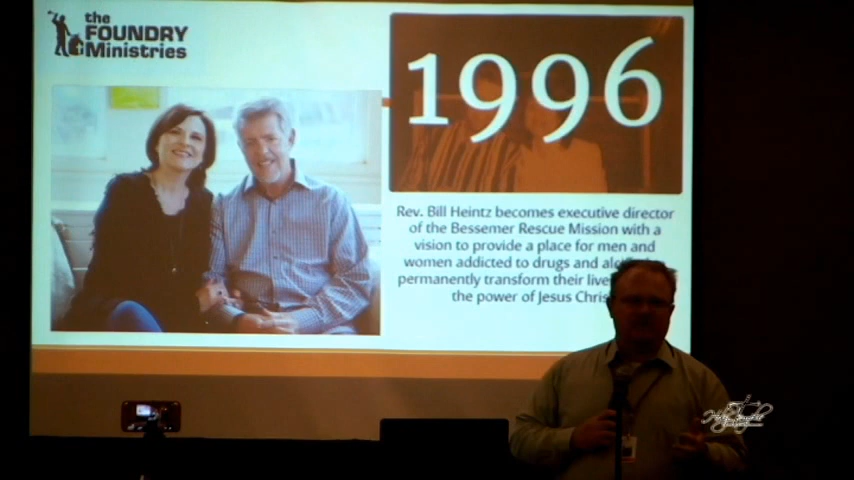 the
FOUNDRY
Ministries
1996
Rev. Bill Heintz becomes executive director
of the Bessemer Rescue Mission with a
vision to provide a place for men and
women addicted to drugs and
permanently transform their
the power of Jesus